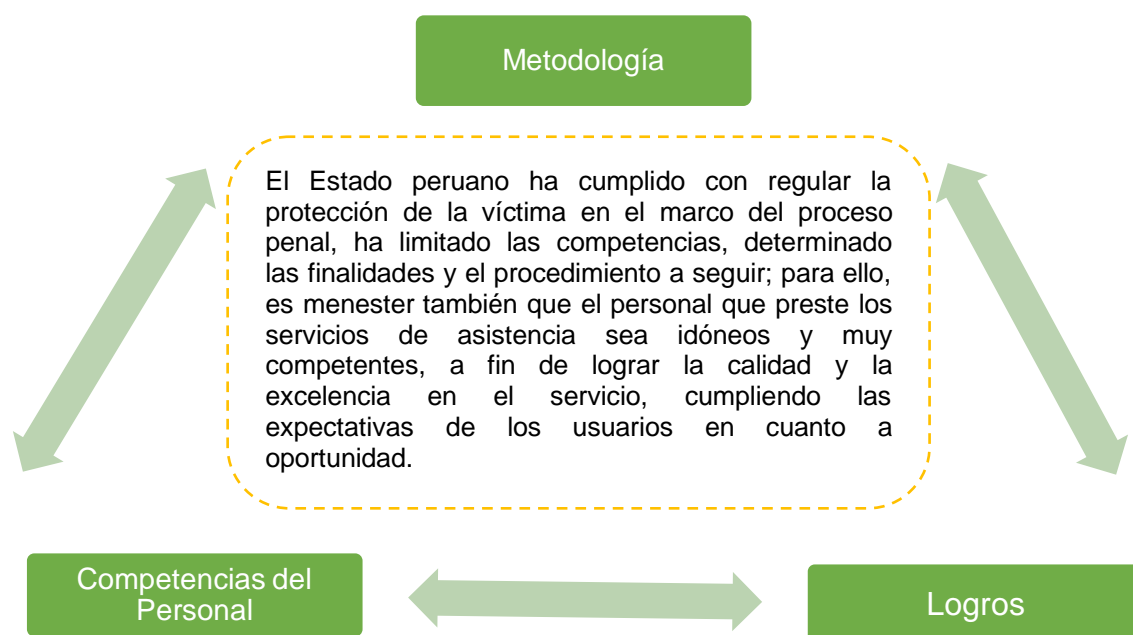 Metodología
El Estado peruano ha cumplido con regular la
protección de la víctima en el marco del proceso
penal, ha limitado las competencias, determinado
las finalidades y el procedimiento a seguir; para ello,
es menester también que el personal que preste los
servicios de asistencia sea idóneos y muy
competentes, a fin de lograr la calidad y la
excelencia en el servicio, cumpliendo las
expectativas de los usuarios en cuanto a
oportunidad.
Competencias del
Personal
Logros